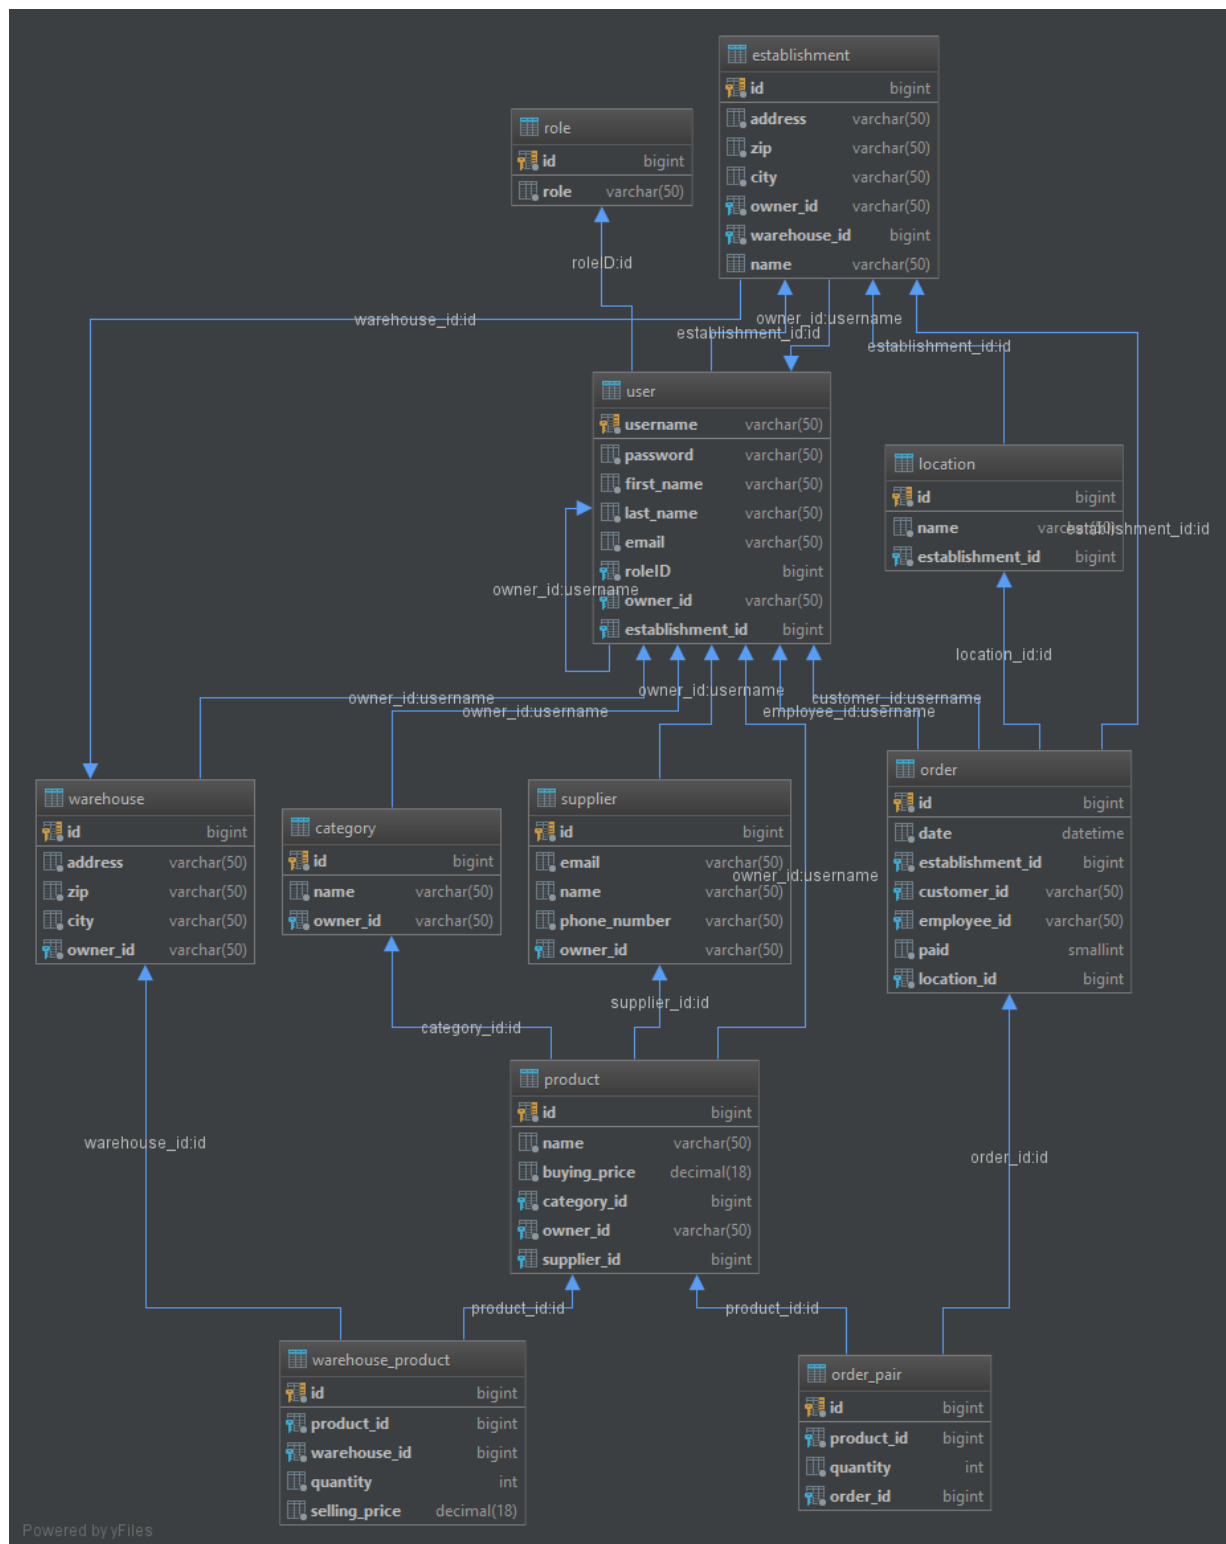 establishment
id bigint
address varchar(50)
zip varchar(50)
city varchar(50)
owner_id varchar(50)
warehouse_id bigint
name varchar(50)
role
id bigint
role varchar(50)
roleID:id
warehouse_id:id
owner_id:username
establishment_id:id
establishment_id:id
user
username varchar(50)
password varchar(50)
first_name varchar(50)
last_name varchar(50)
email varchar(50)
roleID bigint
owner_id varchar(50)
establishment_id bigint
owner_id:username
location
id bigint
name varchar(50)
establishment_id bigint
establishment_id:id
location_id:id
owner_id:username
owner_id:username
owner_id:username
customer_id:username
employee_id:username
warehouse
id bigint
address varchar(50)
zip varchar(50)
city varchar(50)
owner_id varchar(50)
category
id bigint
name varchar(50)
owner_id varchar(50)
supplier
id bigint
email varchar(50)
name varchar(50)
phone_number varchar(50)
owner_id varchar(50)
owner_id:username
order
id bigint
date datetime
establishment_id bigint
customer_id varchar(50)
employee_id varchar(50)
paid smallint
location_id bigint
supplier_id:id
category_id:id
product
id bigint
name varchar(50)
buying_price decimal(18)
category_id bigint
owner_id varchar(50)
supplier_id bigint
warehouse_id:id
order_id:id
product_id:id
product_id:id
warehouse_product
id bigint
product_id bigint
warehouse_id bigint
quantity int
selling_price decimal(18)
order_pair
id bigint
product_id bigint
quantity int
order_id bigint
Powered by yFiles